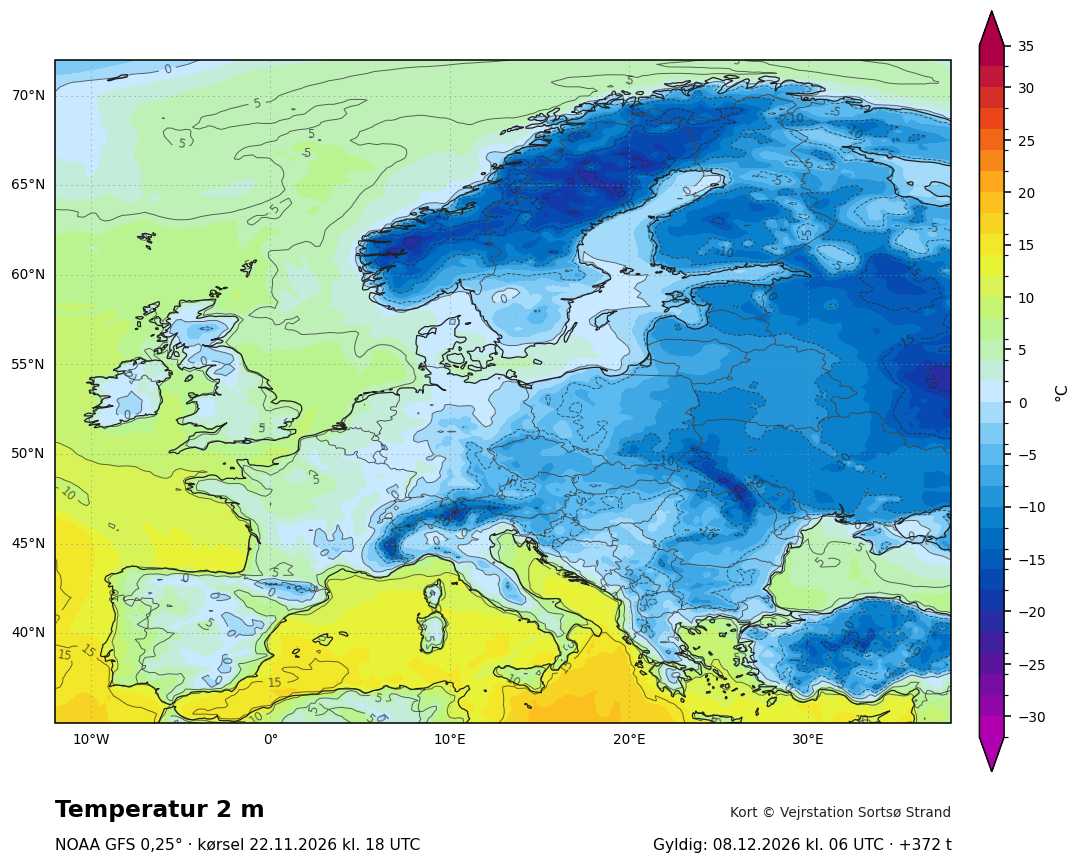 70°N
65°N
60°N
55°N
50°N
45°N
40°N
10°W
0°
10°E
20°E
30°E
35
30
25
20
15
10
5
0
−5
−10
−15
−20
−25
−30
°C
Temperatur 2 m
Kort © Vejrstation Sortsø Strand
NOAA GFS 0,25° · kørsel 22.11.2026 kl. 18 UTC
Gyldig: 08.12.2026 kl. 06 UTC · +372 t